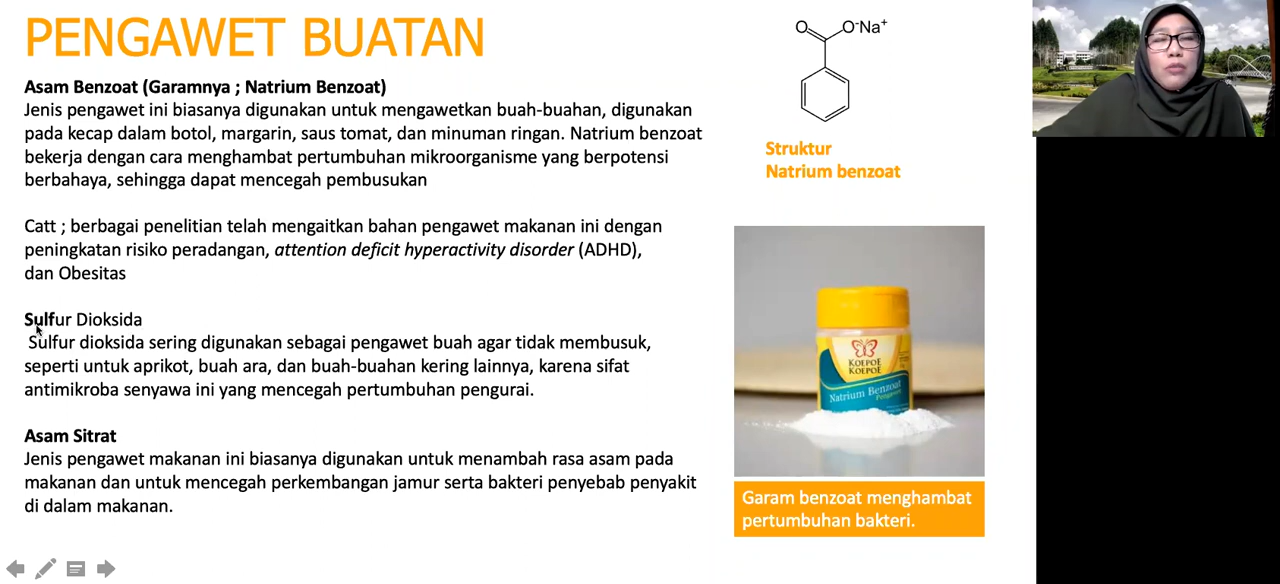 PENGAWET BUATAN
Asam Benzoat (Garamnya ; Natrium Benzoat)
Jenis pengawet ini biasanya digunakan untuk mengawetkan buah-buahan, digunakan
pada kecap dalam botol, margarin, saus tomat, dan minuman ringan. Natrium benzoat
bekerja dengan cara menghambat pertumbuhan mikroorganisme yang berpotensi
berbahaya, sehingga dapat mencegah pembusukan
Catt ; berbagai penelitian telah mengaitkan bahan pengawet makanan ini dengan
peningkatan risiko peradangan, attention deficit hyperactivity disorder (ADHD),
dan Obesitas
Sulfur Dioksida
Sulfur dioksida sering digunakan sebagai pengawet buah agar tidak membusuk,
seperti untuk aprikot, buah ara, dan buah-buahan kering lainnya, karena sifat
antimikroba senyawa ini yang mencegah pertumbuhan pengurai.
Asam Sitrat
Jenis pengawet makanan ini biasanya digunakan untuk menambah rasa asam pada
makanan dan untuk mencegah perkembangan jamur serta bakteri penyebab penyakit
di dalam makanan.
O O⁻Na⁺
Struktur
Natrium benzoat
KOEPOE
KOEPOE
Natrium Benzoat
Pengawet
Garam benzoat menghambat
pertumbuhan bakteri.